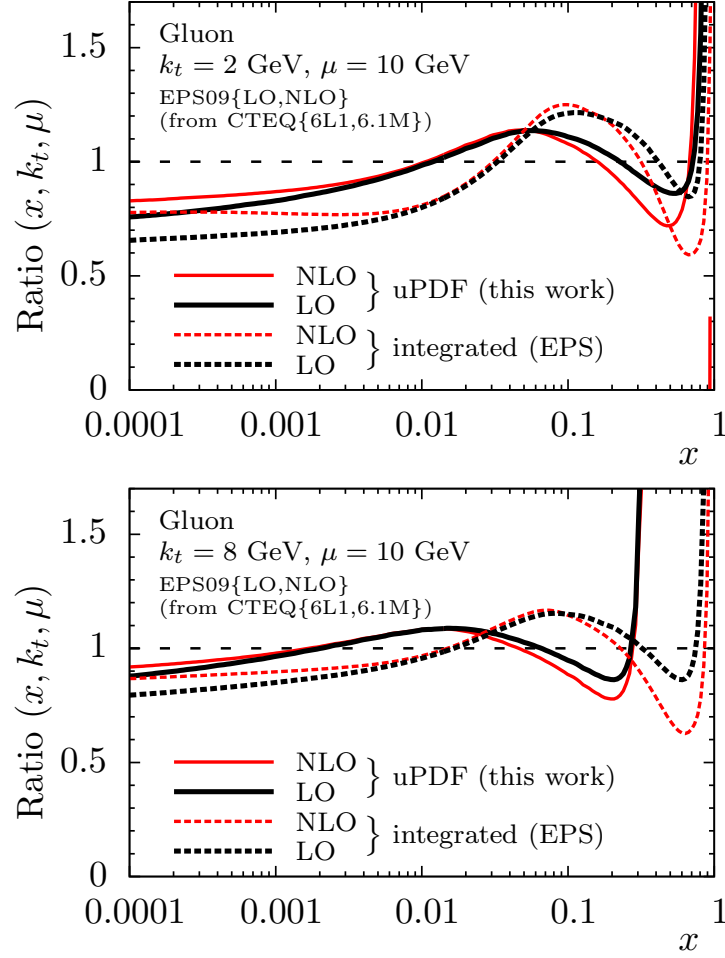 Gluon
k_t = 2 GeV, μ = 10 GeV
EPS09{LO,NLO}
(from CTEQ{6L1,6.1M})
NLO
LO
} uPDF (this work)
NLO
LO
} integrated (EPS)
Ratio (x, k_t, μ)
1.5
1
0.5
0
0.0001 0.001 0.01 0.1 1
x
Gluon
k_t = 8 GeV, μ = 10 GeV
EPS09{LO,NLO}
(from CTEQ{6L1,6.1M})
NLO
LO
} uPDF (this work)
NLO
LO
} integrated (EPS)
Ratio (x, k_t, μ)
1.5
1
0.5
0
0.0001 0.001 0.01 0.1 1
x